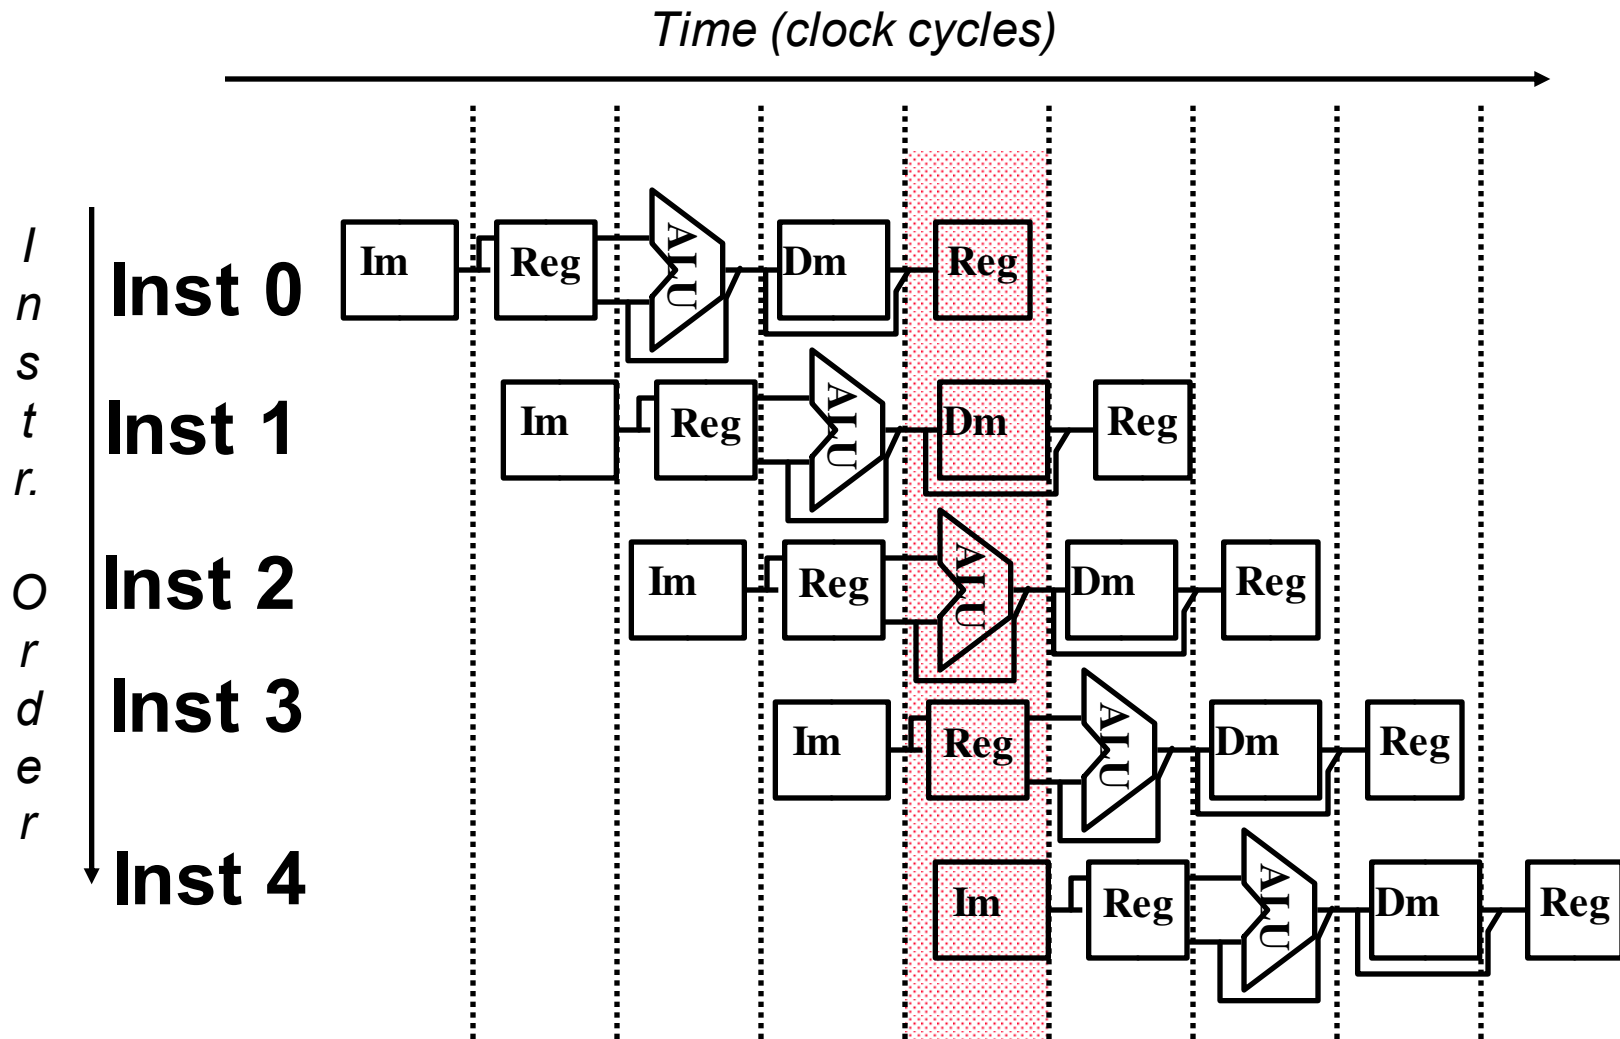 Time (clock cycles)
Instr. Order
Inst 0
Im Reg ALU Dm Reg
Inst 1
Im Reg ALU Dm Reg
Inst 2
Im Reg ALU Dm Reg
Inst 3
Im Reg ALU Dm Reg
Inst 4
Im Reg ALU Dm Reg